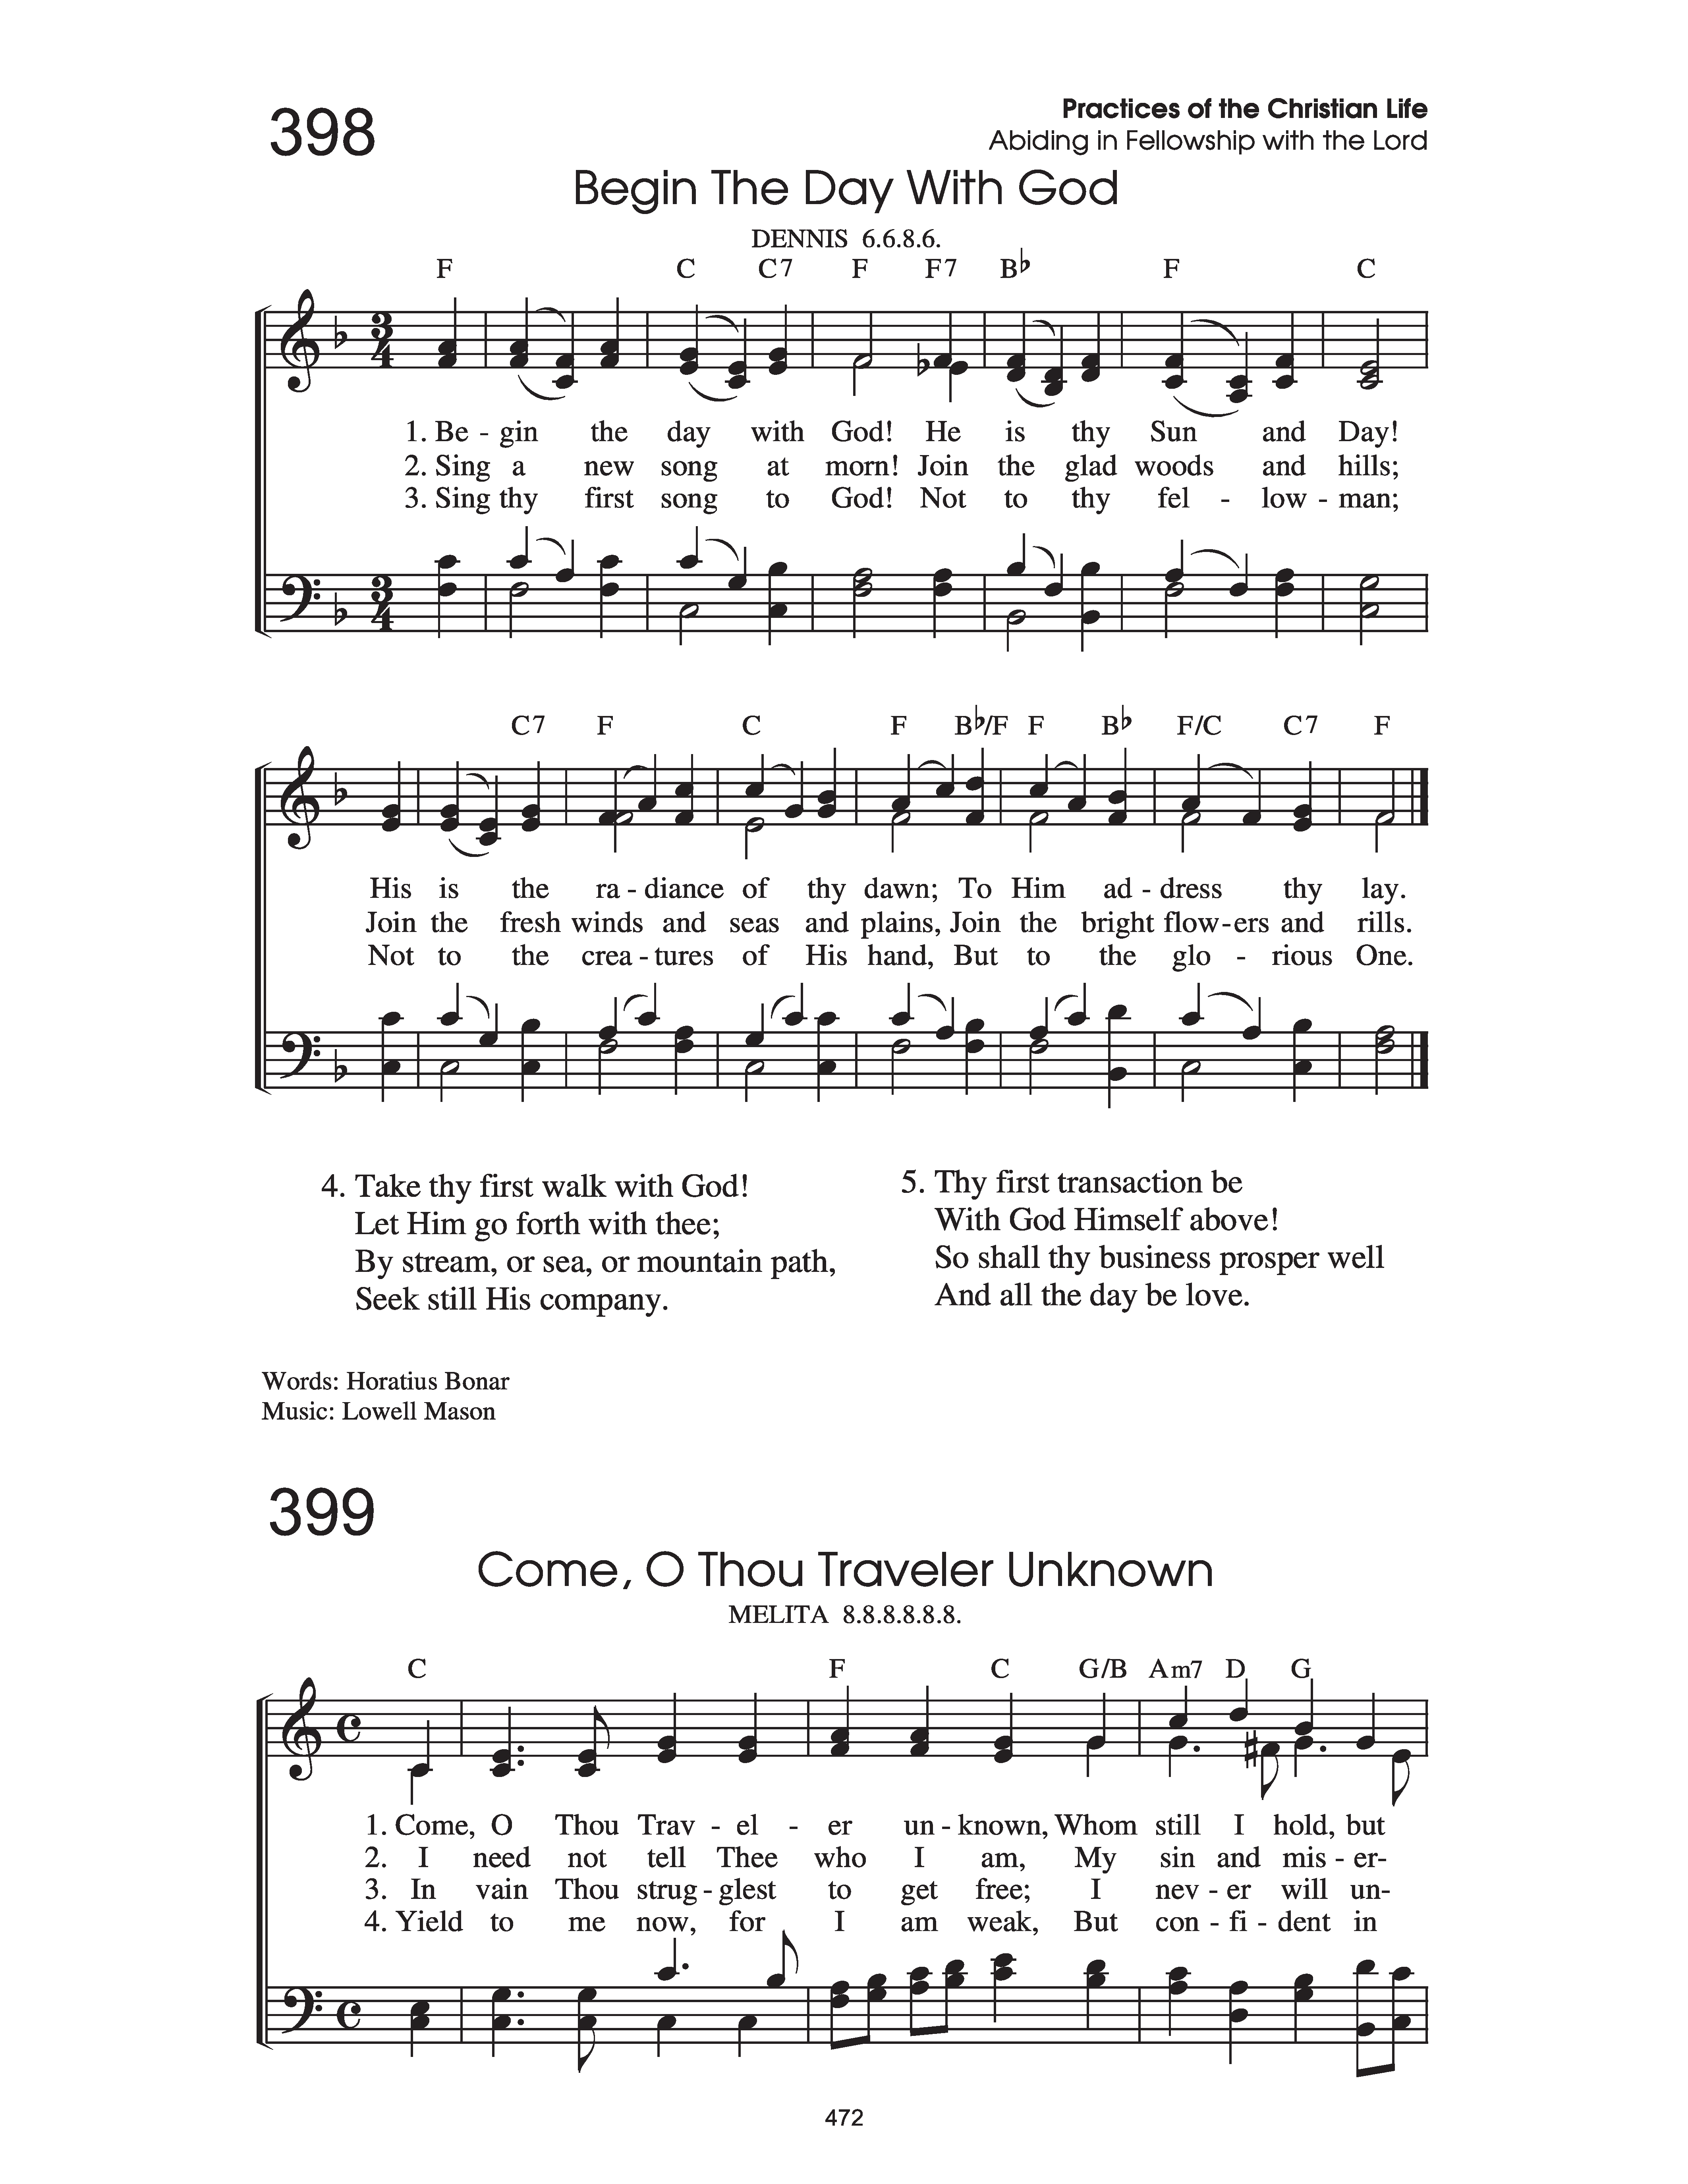 398
Practices of the Christian Life
Abiding in Fellowship with the Lord
Begin The Day With God
DENNIS 6.6.8.6.
F C C7 F F7 B♭ F C
1. Be - gin the day with God! He is thy Sun and Day!
2. Sing a new song at morn! Join the glad woods and hills;
3. Sing thy first song to God! Not to thy fel - low - man;
C7 F C F B♭/F F B♭ F/C C7 F
His is the ra - diance of thy dawn; To Him ad - dress thy lay.
Join the fresh winds and seas and plains, Join the bright flow - ers and rills.
Not to the crea - tures of His hand, But to the glo - rious One.
4. Take thy first walk with God!
Let Him go forth with thee;
By stream, or sea, or mountain path,
Seek still His company.
5. Thy first transaction be
With God Himself above!
So shall thy business prosper well
And all the day be love.
Words: Horatius Bonar
Music: Lowell Mason
399
Come, O Thou Traveler Unknown
MELITA 8.8.8.8.8.8.
C F C G/B Am7 D G
1. Come, O Thou Trav - el - er un - known, Whom still I hold, but
2. I need not tell Thee who I am, My sin and mis - er-
3. In vain Thou strug - glest to get free; I nev - er will un-
4. Yield to me now, for I am weak, But con - fi - dent in
472